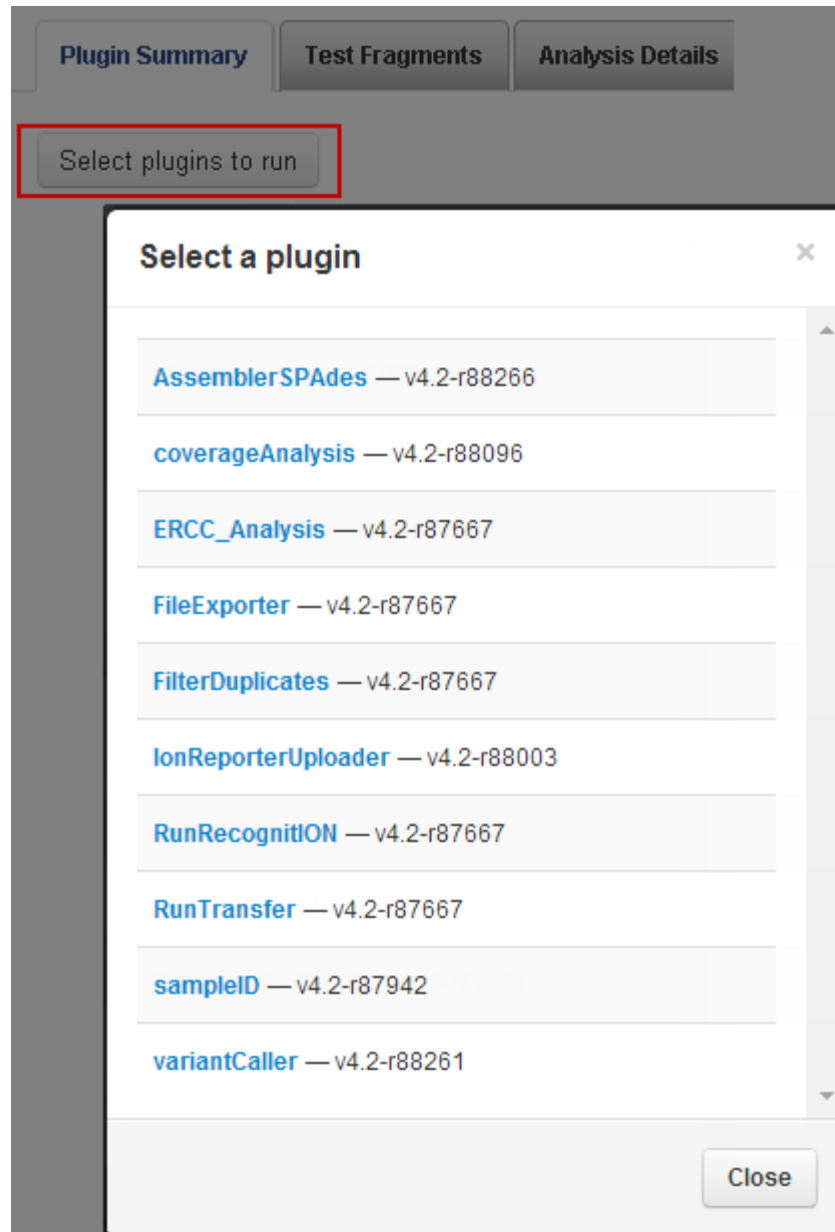 Plugin Summary Test Fragments Analysis Details
Select plugins to run
Select a plugin ×
AssemblerSPAdes — v4.2-r88266
coverageAnalysis — v4.2-r88096
ERCC_Analysis — v4.2-r87667
FileExporter — v4.2-r87667
FilterDuplicates — v4.2-r87667
IonReporterUploader — v4.2-r88003
RunRecognitION — v4.2-r87667
RunTransfer — v4.2-r87667
sampleID — v4.2-r87942
variantCaller — v4.2-r88261
Close